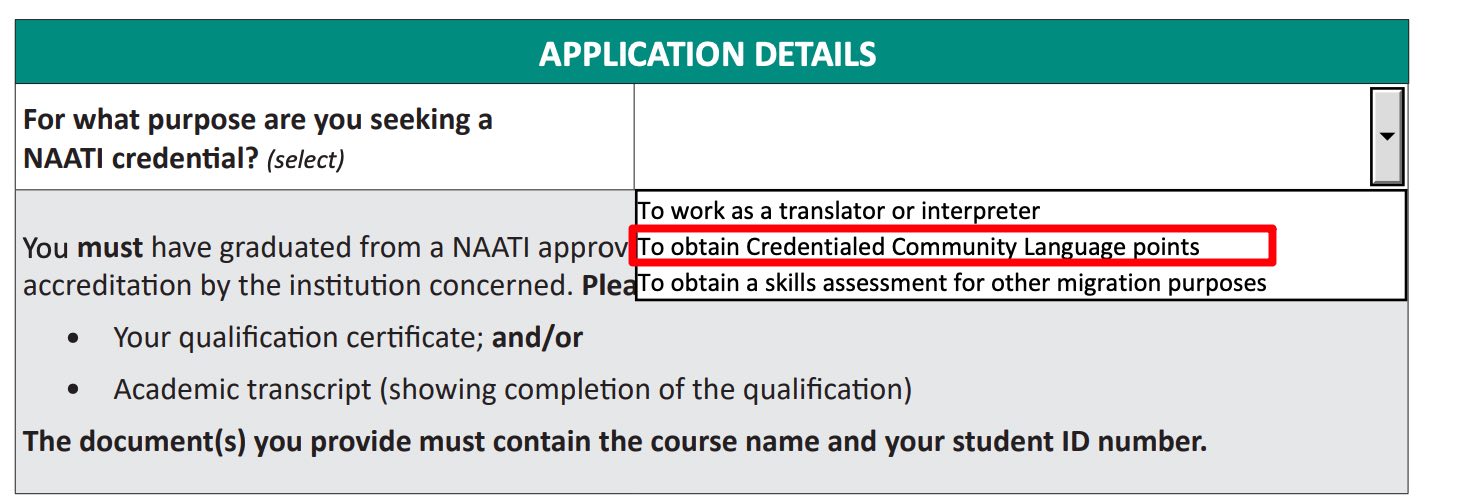 APPLICATION DETAILS
For what purpose are you seeking a
NAATI credential? (select)
To work as a translator or interpreter
To obtain Credentialed Community Language points
To obtain a skills assessment for other migration purposes
You must have graduated from a NAATI approv
accreditation by the institution concerned. Plea
• Your qualification certificate; and/or
• Academic transcript (showing completion of the qualification)
The document(s) you provide must contain the course name and your student ID number.